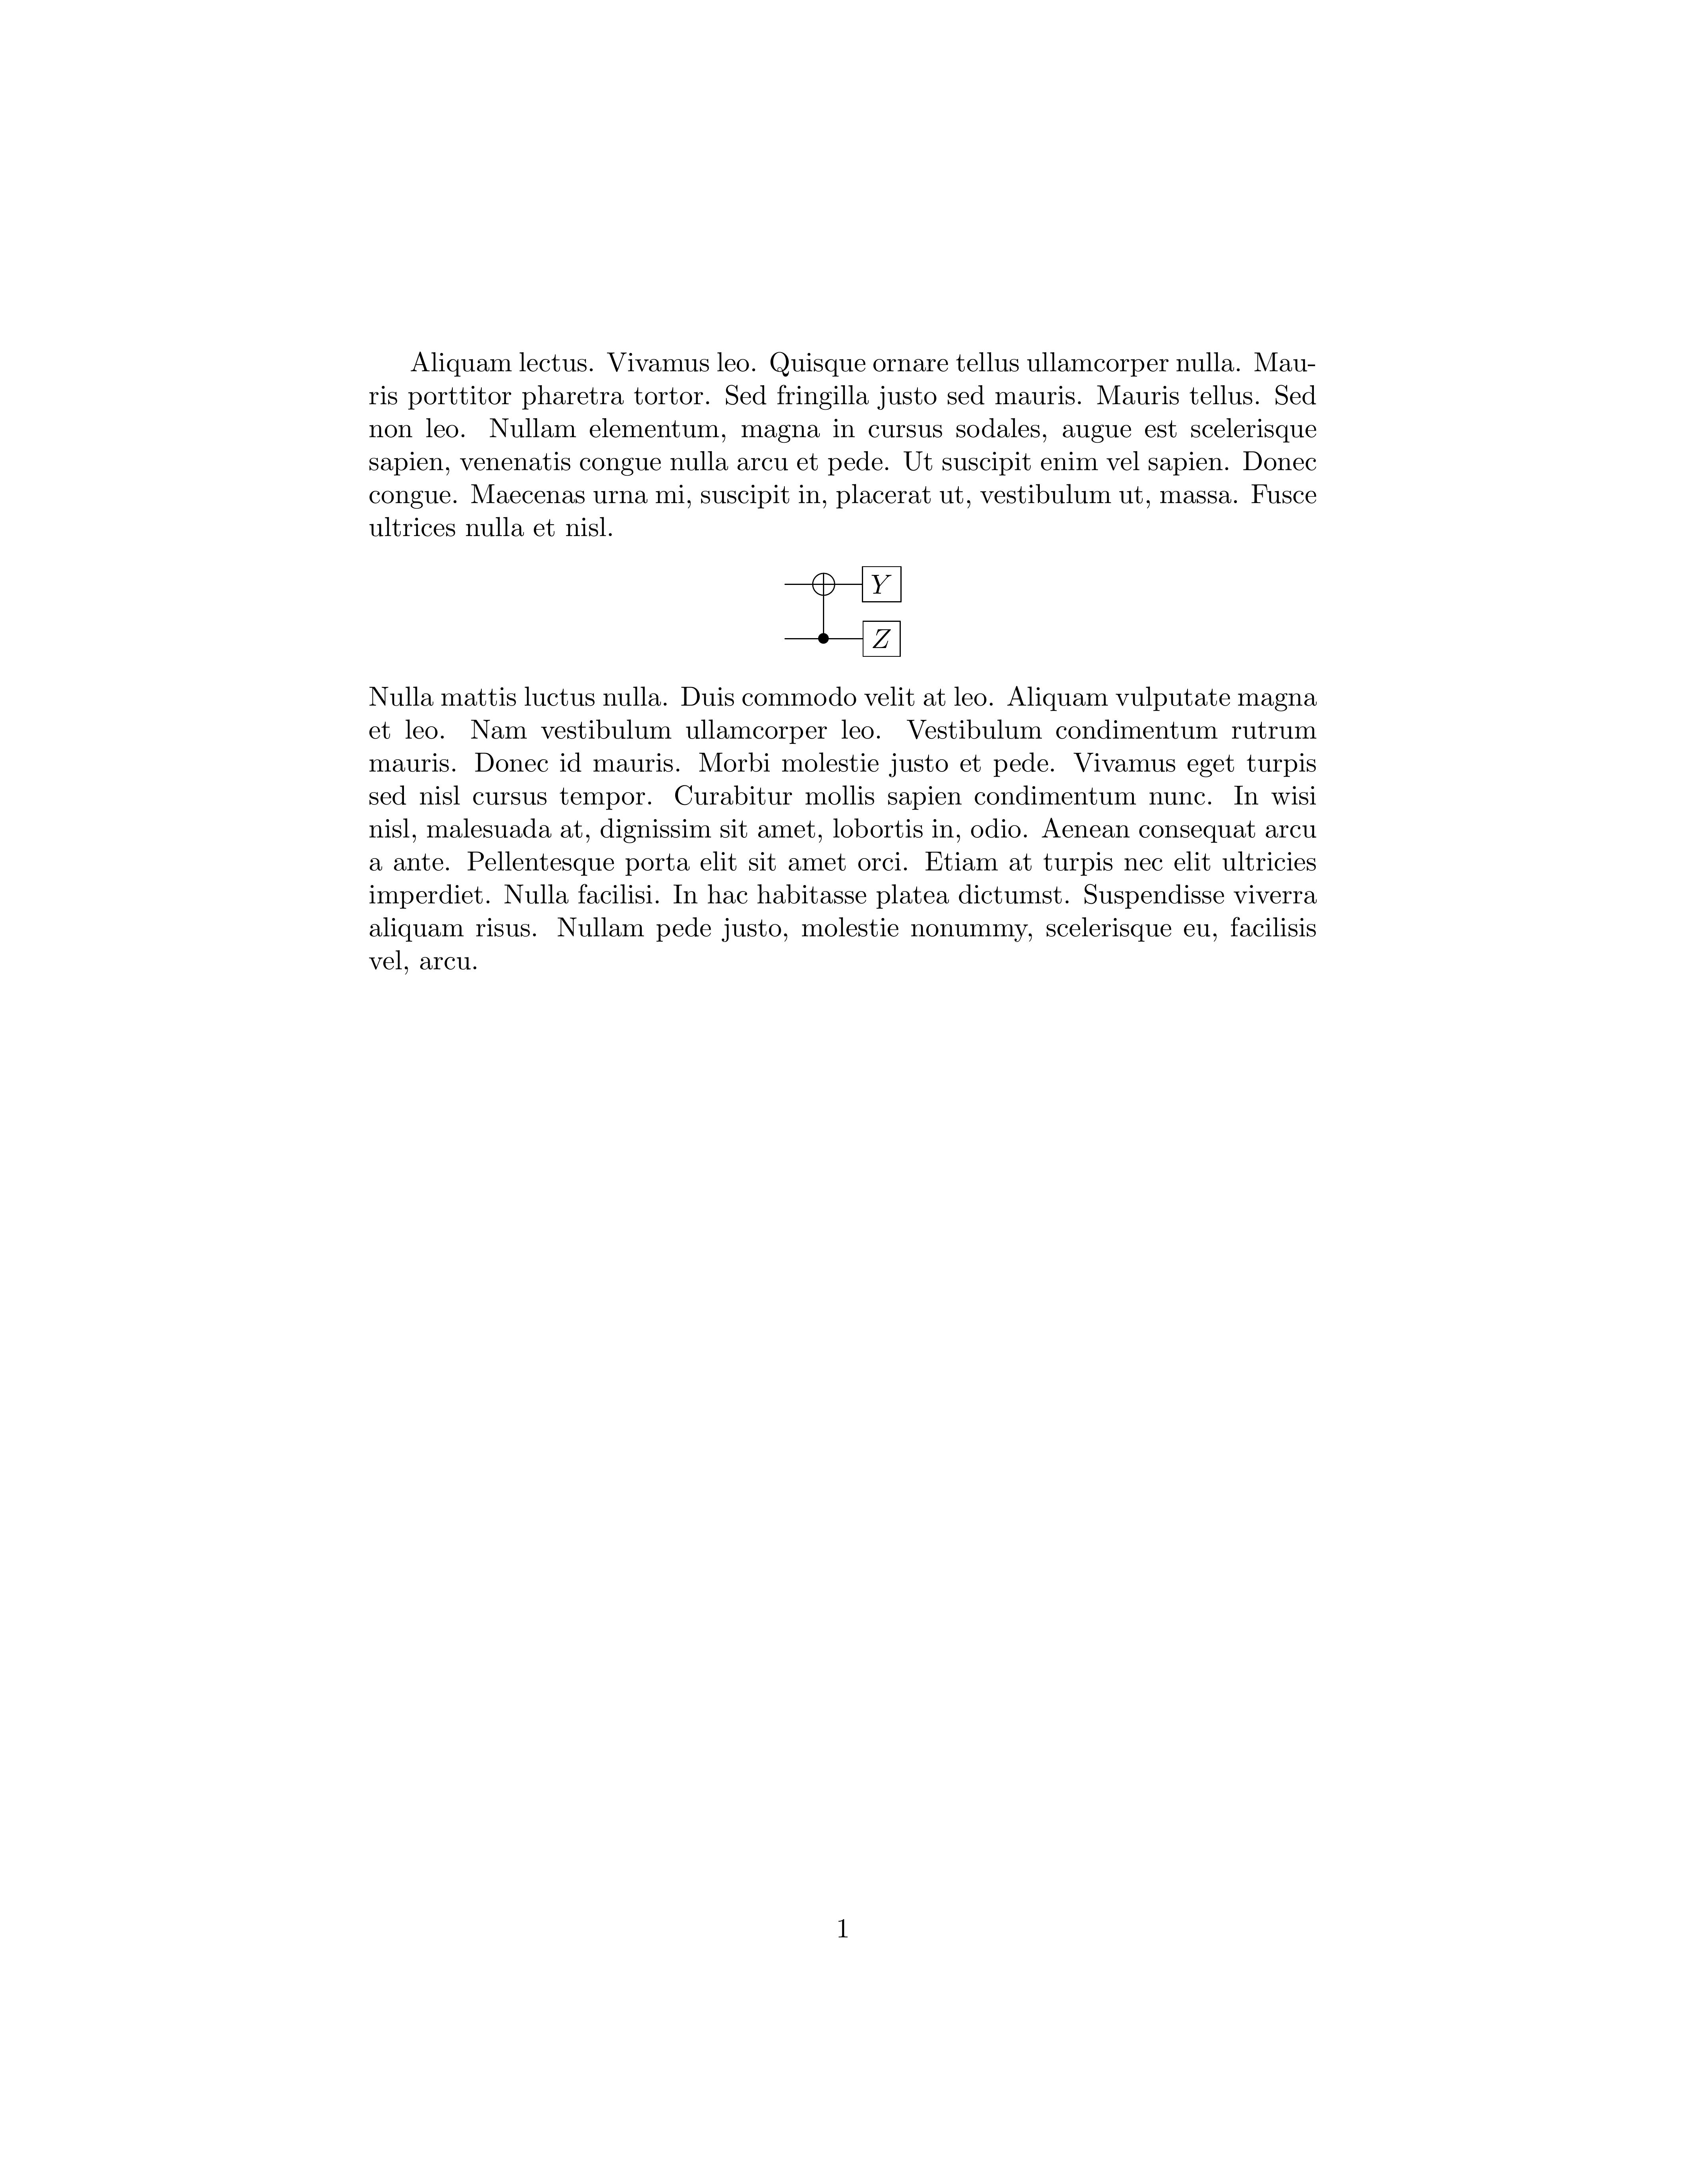 Aliquam lectus. Vivamus leo. Quisque ornare tellus ullamcorper nulla. Mau-
ris porttitor pharetra tortor. Sed fringilla justo sed mauris. Mauris tellus. Sed
non leo. Nullam elementum, magna in cursus sodales, augue est scelerisque
sapien, venenatis congue nulla arcu et pede. Ut suscipit enim vel sapien. Donec
congue. Maecenas urna mi, suscipit in, placerat ut, vestibulum ut, massa. Fusce
ultrices nulla et nisl.
Y
Z
Nulla mattis luctus nulla. Duis commodo velit at leo. Aliquam vulputate magna
et leo. Nam vestibulum ullamcorper leo. Vestibulum condimentum rutrum
mauris. Donec id mauris. Morbi molestie justo et pede. Vivamus eget turpis
sed nisl cursus tempor. Curabitur mollis sapien condimentum nunc. In wisi
nisl, malesuada at, dignissim sit amet, lobortis in, odio. Aenean consequat arcu
a ante. Pellentesque porta elit sit amet orci. Etiam at turpis nec elit ultricies
imperdiet. Nulla facilisi. In hac habitasse platea dictumst. Suspendisse viverra
aliquam risus. Nullam pede justo, molestie nonummy, scelerisque eu, facilisis
vel, arcu.
1